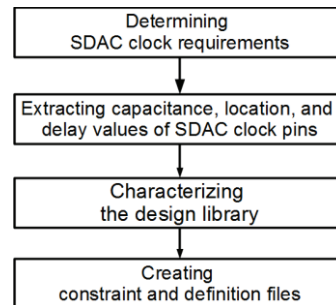 Determining
SDAC clock requirements
Extracting capacitance, location, and
delay values of SDAC clock pins
Characterizing
the design library
Creating
constraint and definition files